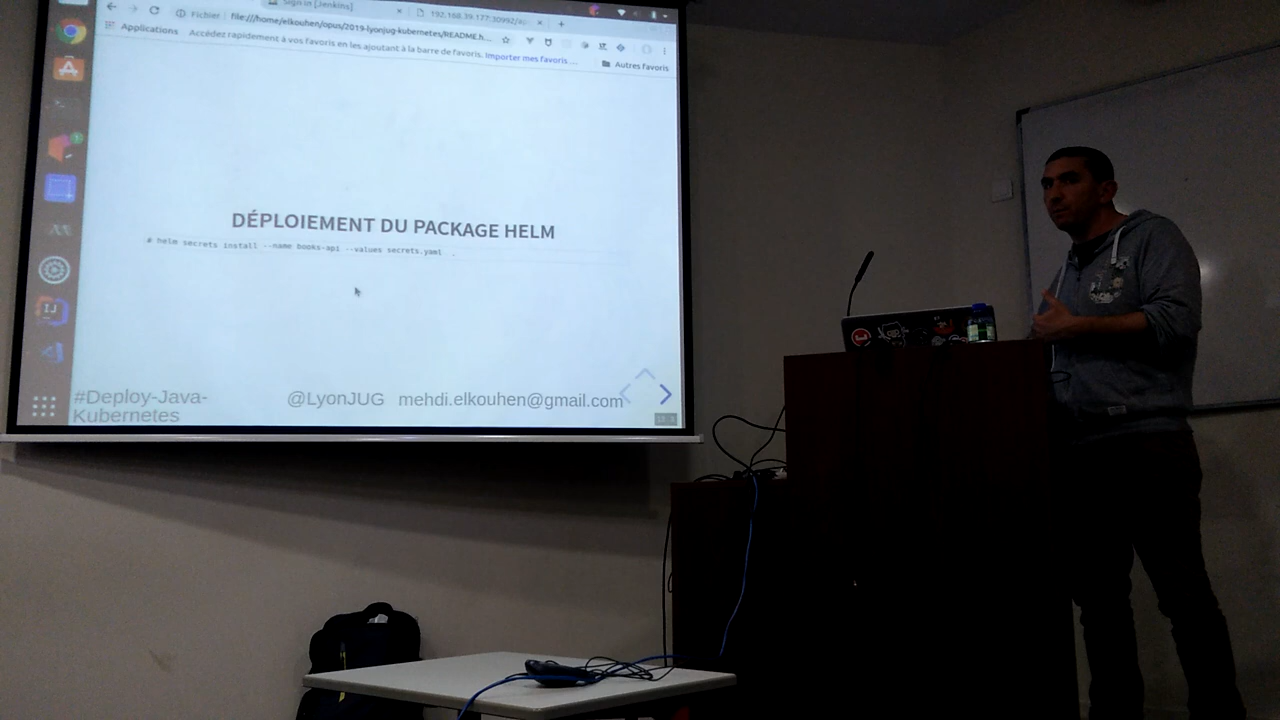 Sign in [Jenkins]
192.168.39.177:30992/a
Fichier
file:///home/elkouhen/opus/2019-lyonjug-kubernetes/README.h...
Applications
Accédez rapidement à vos favoris en les ajoutant à la barre de favoris. Importer mes favoris ...
Autres favoris
DÉPLOIEMENT DU PACKAGE HELM
# helm secrets install --name books-api --values secrets.yaml .
#Deploy-Java-
Kubernetes
@LyonJUG mehdi.elkouhen@gmail.com